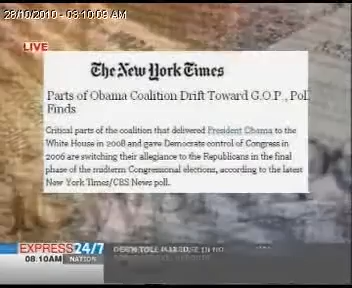 28/10/2010 - 08:10:09 AM
LIVE
The New York Times
Parts of Obama Coalition Drift Toward G.O.P., Poll
Finds
Critical parts of the coalition that delivered President Obama to the
White House in 2008 and gave Democrats control of Congress in
2006 are switching their allegiance to the Republicans in the final
phase of the midterm Congressional elections, according to the latest
New York Times/CBS News poll.
EXPRESS24/7
08:10AM NATION